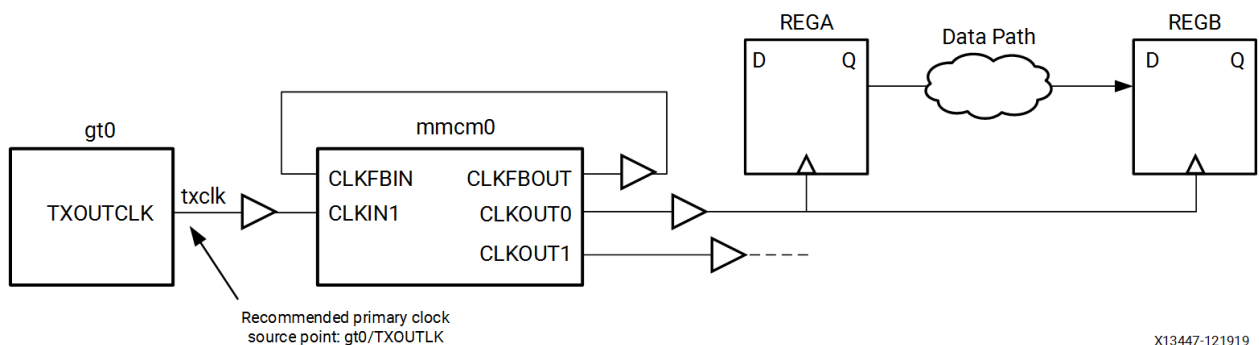 REGA
REGB
D
Q
Data Path
D
Q
gt0
mmcm0
TXOUTCLK
txclk
CLKFBIN
CLKFBOUT
CLKIN1
CLKOUT0
CLKOUT1
Recommended primary clock
source point: gt0/TXOUTLK
X13447-121919